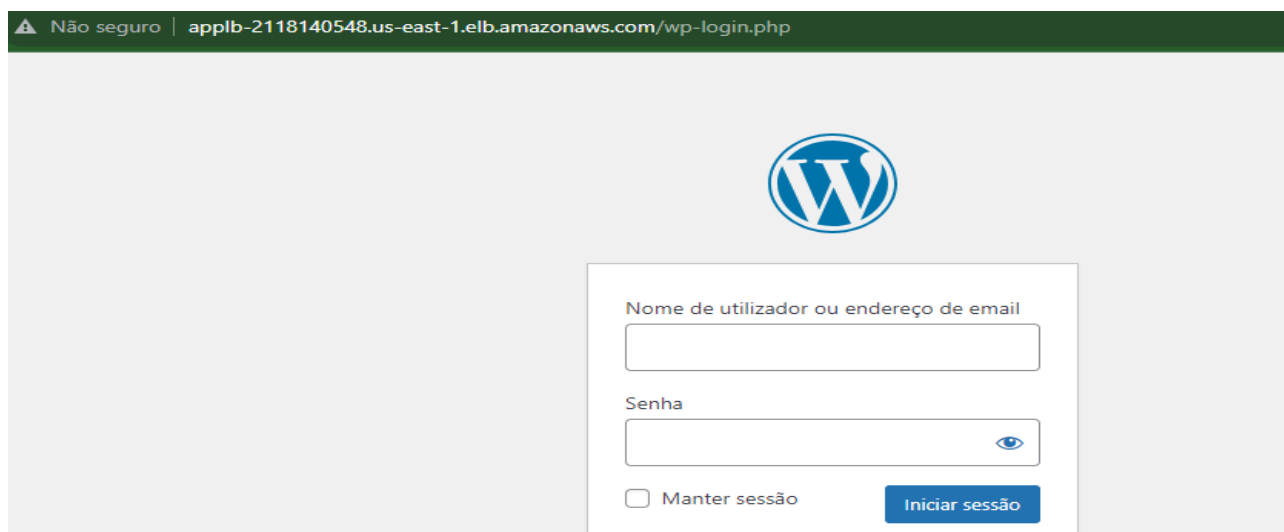 Não seguro | applb-2118140548.us-east-1.elb.amazonaws.com/wp-login.php
Nome de utilizador ou endereço de email
Senha
Manter sessão
Iniciar sessão